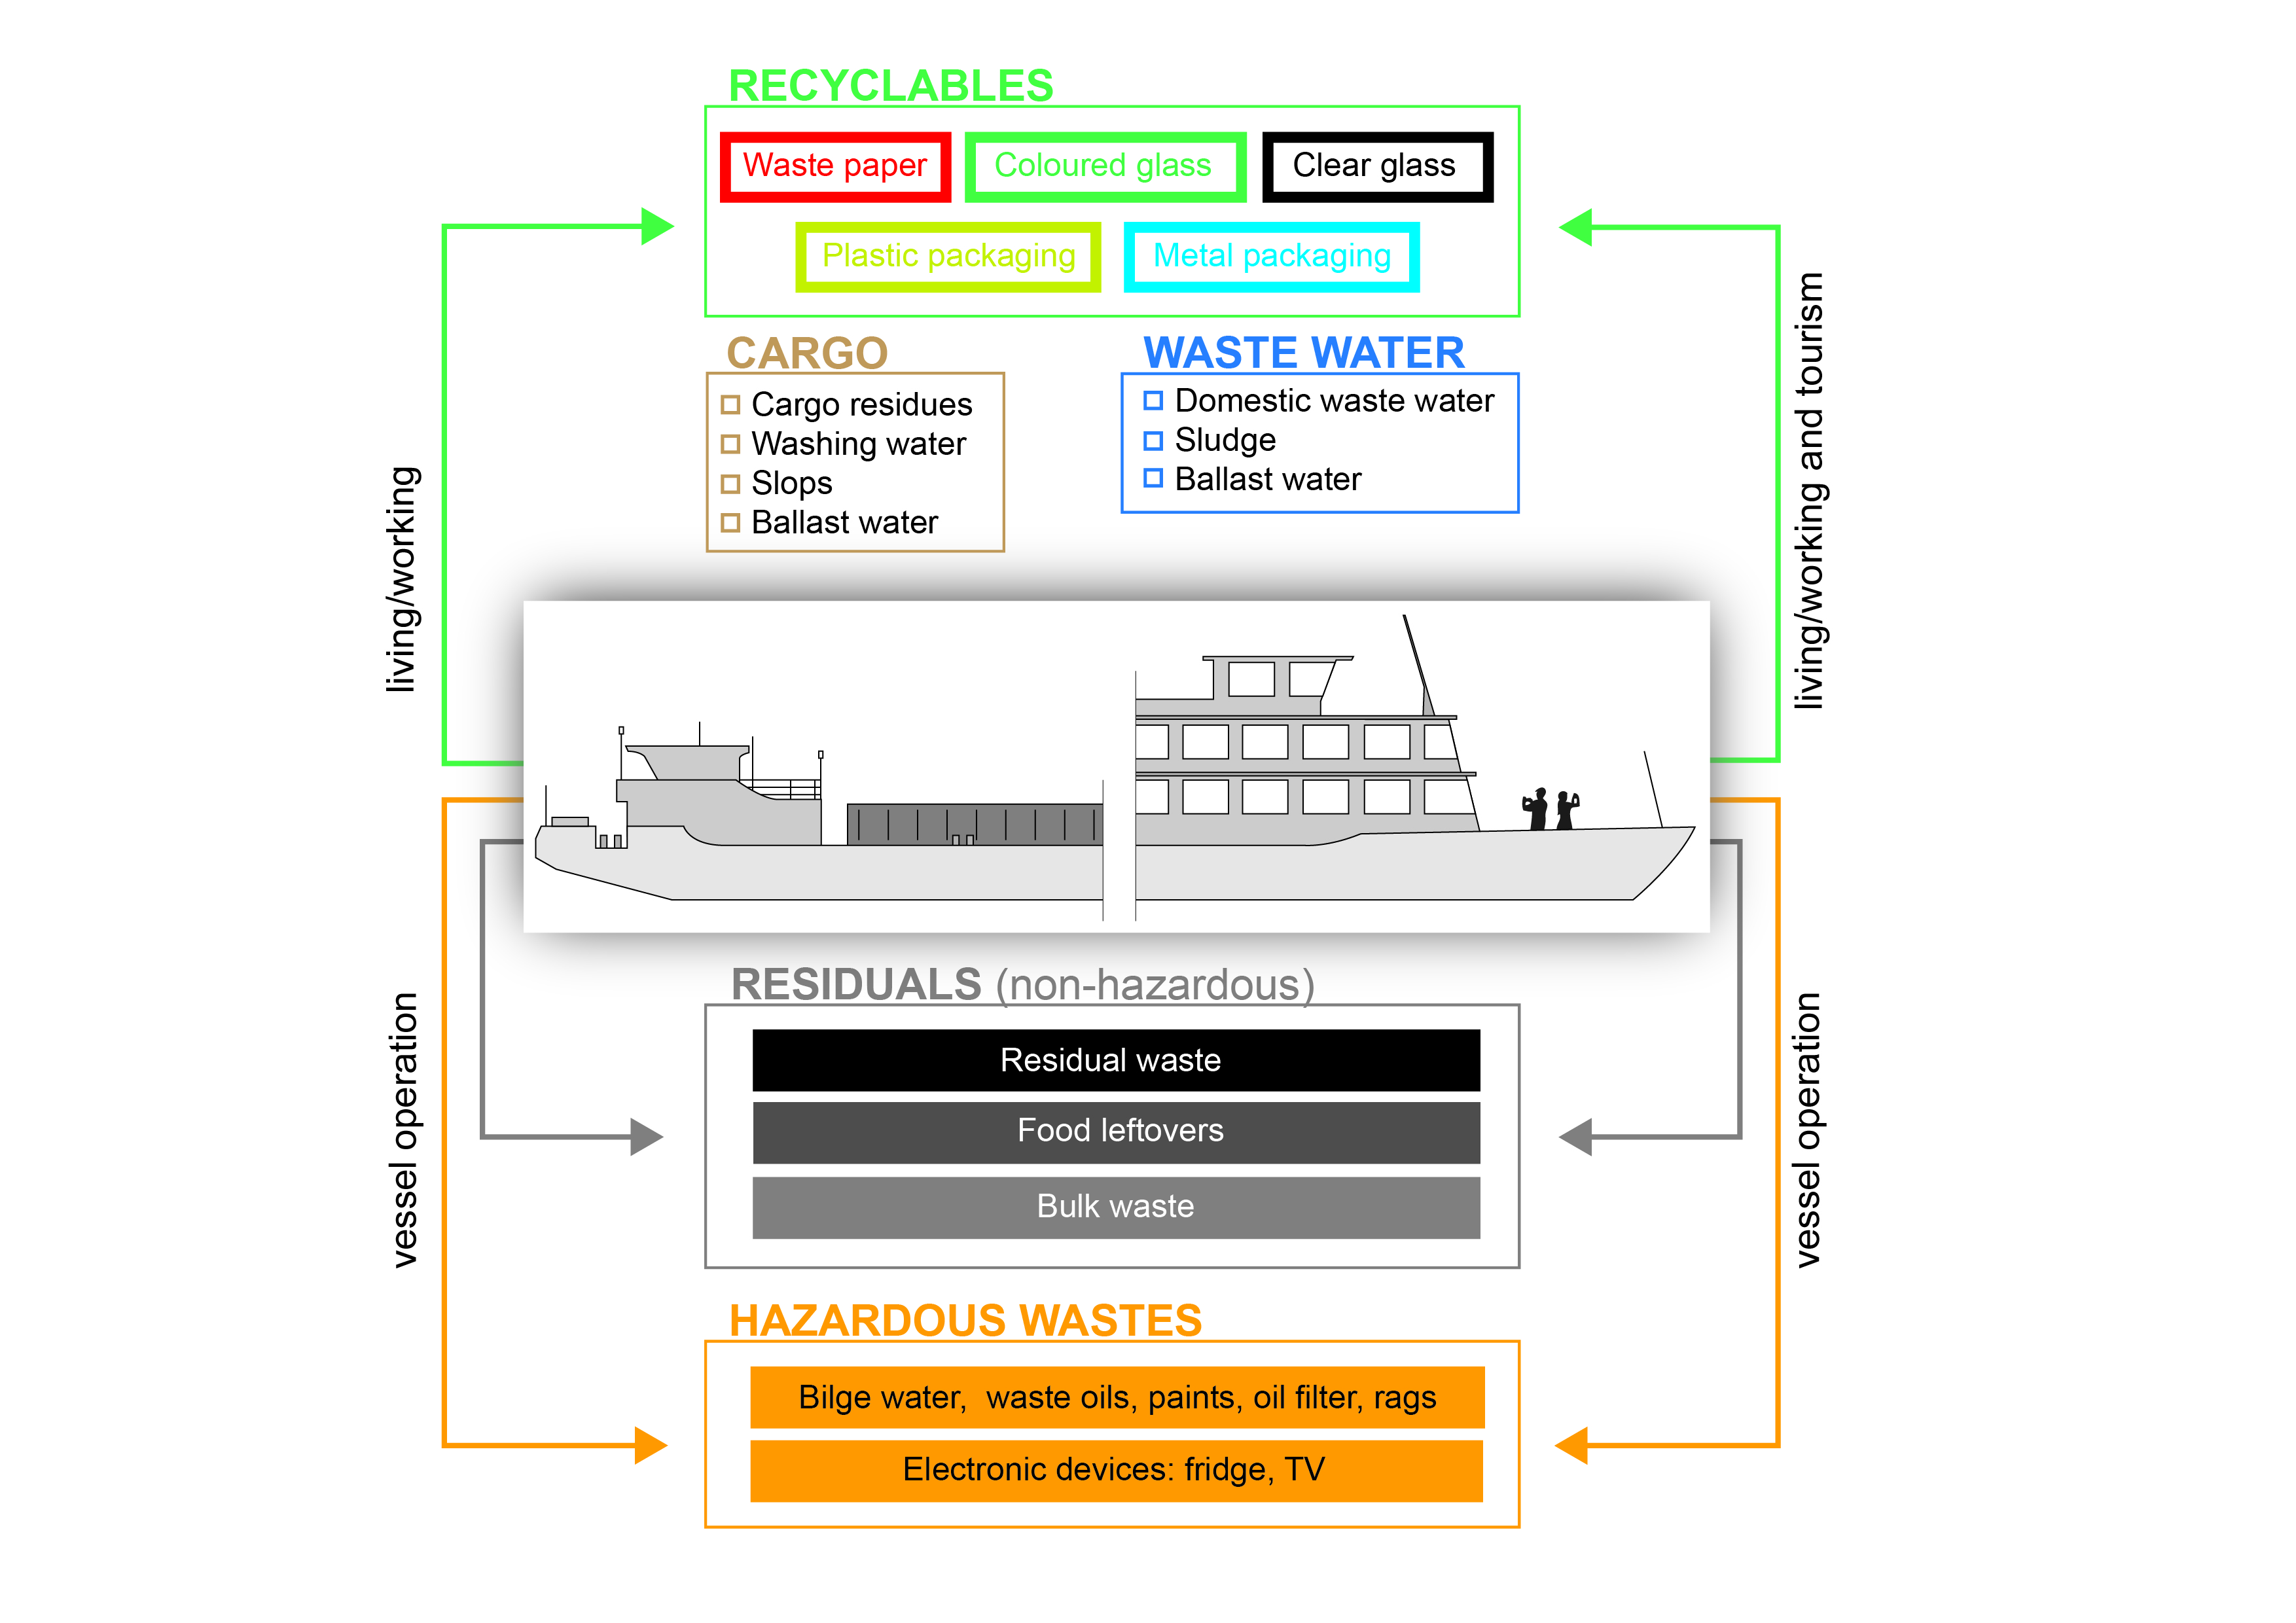 RECYCLABLES
Waste paper
Coloured glass
Clear glass
Plastic packaging
Metal packaging
CARGO
Cargo residues
Washing water
Slops
Ballast water
WASTE WATER
Domestic waste water
Sludge
Ballast water
living/working
living/working and tourism
vessel operation
vessel operation
RESIDUALS (non-hazardous)
Residual waste
Food leftovers
Bulk waste
HAZARDOUS WASTES
Bilge water, waste oils, paints, oil filter, rags
Electronic devices: fridge, TV